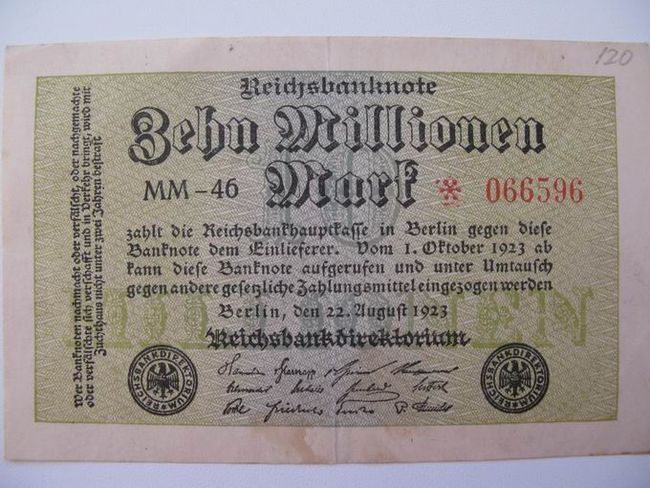 120
Reichsbanknote
Zehn Millionen
MM-46 Mark * 066596
zahlt die Reichsbankhauptkasse in Berlin gegen diese
Banknote dem Einlieferer. Vom 1. Oktober 1923 ab
kann diese Banknote aufgerufen und unter Umtausch
gegen andere gesetzliche Zahlungsmittel eingezogen werden
Berlin, den 22. August 1923
Reichsbankdirektorium
REICHSBANKDIREKTORIUM
REICHSBANKDIREKTORIUM
Wer Banknoten nachmacht oder verfälscht, oder nachgemachte
oder verfälschte sich verschafft und in Verkehr bringt, wird mit
Zuchthaus nicht unter zwei Jahren bestraft